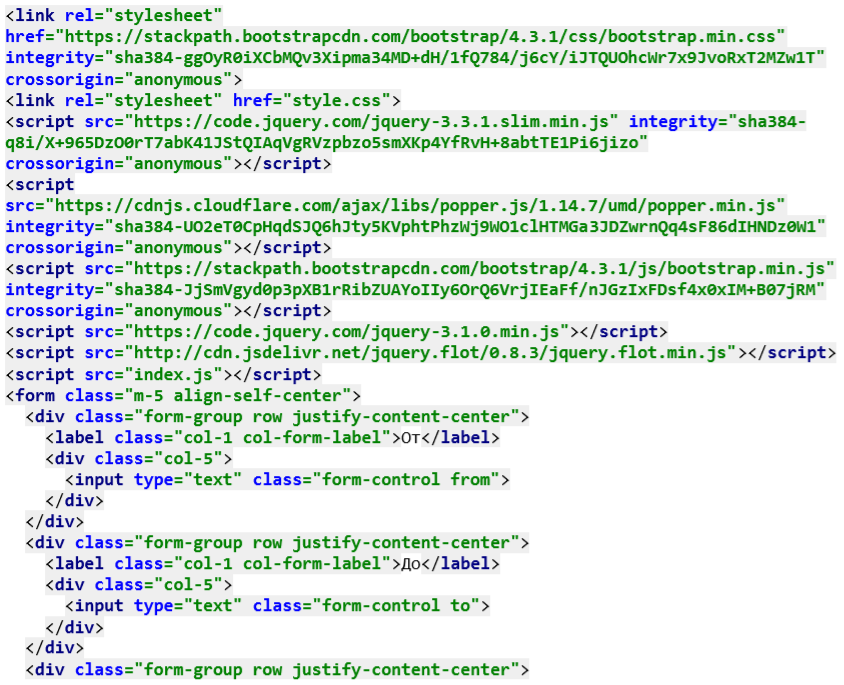 <link rel="stylesheet"
href="https://stackpath.bootstrapcdn.com/bootstrap/4.3.1/css/bootstrap.min.css"
integrity="sha384-ggOyR0iXCbMQv3Xipma34MD+dH/1fQ784/j6cY/iJTQUOhcWr7x9JvoRxT2MZw1T"
crossorigin="anonymous">
<link rel="stylesheet" href="style.css">
<script src="https://code.jquery.com/jquery-3.3.1.slim.min.js" integrity="sha384-
q8i/X+965DzO0rT7abK41JStQIAqVgRVzpbzo5smXKp4YfRvH+8abtTE1Pi6jizo"
crossorigin="anonymous"></script>
<script
src="https://cdnjs.cloudflare.com/ajax/libs/popper.js/1.14.7/umd/popper.min.js"
integrity="sha384-UO2eT0CpHqdSJQ6hJty5KVphtPhzWj9WO1clHTMGa3JDZwrnQq4sF86dIHNDz0W1"
crossorigin="anonymous"></script>
<script src="https://stackpath.bootstrapcdn.com/bootstrap/4.3.1/js/bootstrap.min.js"
integrity="sha384-JjSmVgyd0p3pXB1rRibZUAYoIIy6OrQ6VrjIEaFf/nJGzIxFDsf4x0xIM+B07jRM"
crossorigin="anonymous"></script>
<script src="https://code.jquery.com/jquery-3.1.0.min.js"></script>
<script src="http://cdn.jsdelivr.net/jquery.flot/0.8.3/jquery.flot.min.js"></script>
<script src="index.js"></script>
<form class="m-5 align-self-center">
  <div class="form-group row justify-content-center">
    <label class="col-1 col-form-label">От</label>
    <div class="col-5">
      <input type="text" class="form-control from">
    </div>
  </div>
  <div class="form-group row justify-content-center">
    <label class="col-1 col-form-label">До</label>
    <div class="col-5">
      <input type="text" class="form-control to">
    </div>
  </div>
  <div class="form-group row justify-content-center">